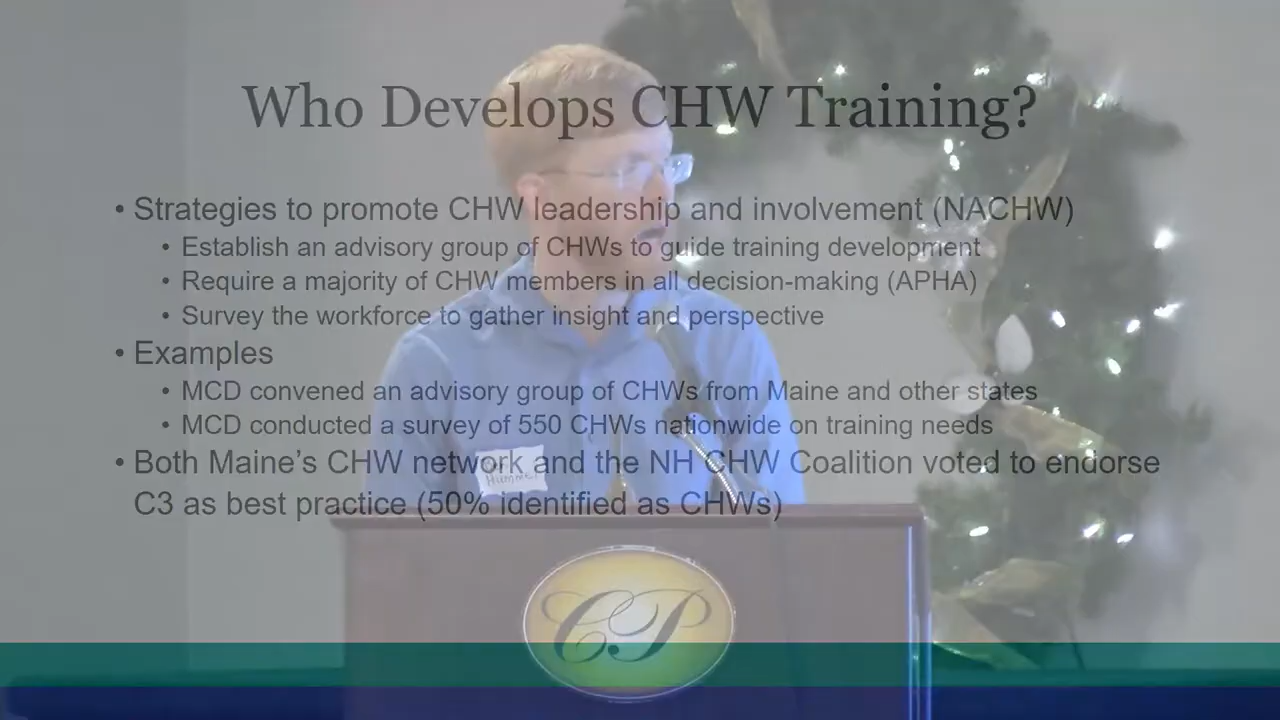 Who Develops CHW Training?
• Strategies to promote CHW leadership and involvement (NACHW)
• Establish an advisory group of CHWs to guide training development
• Require a majority of CHW members in all decision-making (APHA)
• Survey the workforce to gather insight and perspective
• Examples
• MCD convened an advisory group of CHWs from Maine and other states
• MCD conducted a survey of 550 CHWs nationwide on training needs
• Both Maine’s CHW network and the NH CHW Coalition voted to endorse
C3 as best practice (50% identified as CHWs)
Hummel
CP